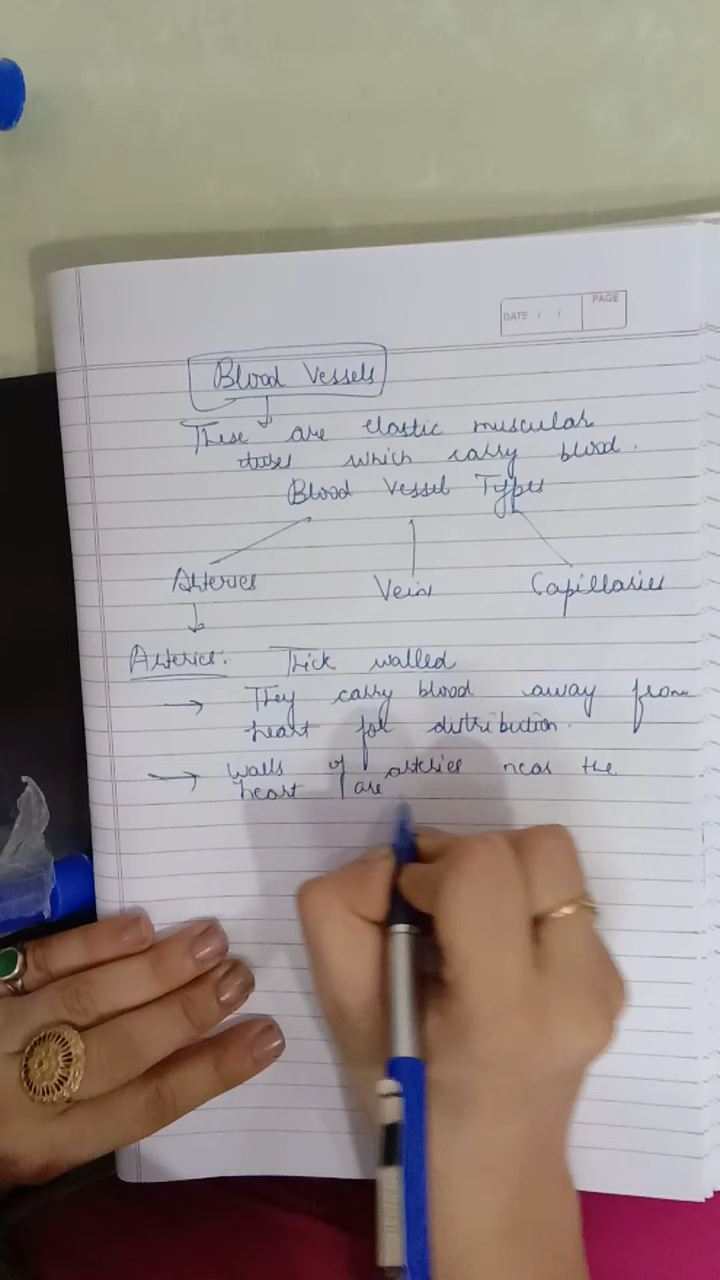 DATE / / PAGE
Blood Vessels
These are elastic muscular
tubes which carry blood.
Blood Vessel Types
Arteries Vein Capillaries
Arteries: Thick walled
→ They carry blood away from
heart for distribution.
→ Walls of arteries near the
heart are